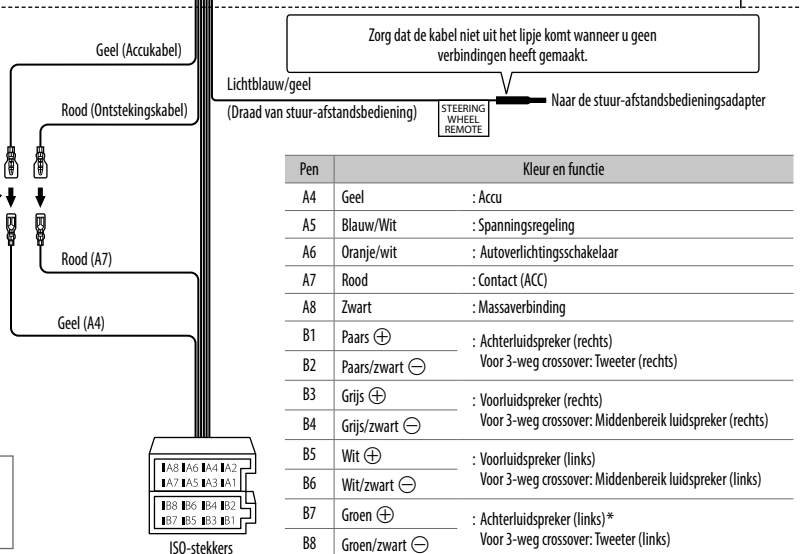 Zorg dat de kabel niet uit het lipje komt wanneer u geen
verbindingen heeft gemaakt.
Geel (Accukabel)
Lichtblauw/geel
(Draad van stuur-afstandsbediening)
STEERING
WHEEL
REMOTE
Naar de stuur-afstandsbedieningsadapter
Rood (Ontstekingskabel)
Rood (A7)
Geel (A4)
A8 A6 A4 A2
A7 A5 A3 A1
B8 B6 B4 B2
B7 B5 B3 B1
ISO-stekkers
Pen Kleur en functie
A4 Geel : Accu
A5 Blauw/Wit : Spanningsregeling
A6 Oranje/wit : Autoverlichtingsschakelaar
A7 Rood : Contact (ACC)
A8 Zwart : Massaverbinding
B1 Paars ⊕ : Achterluidspreker (rechts)
B2 Paars/zwart ⊖ Voor 3-weg crossover: Tweeter (rechts)
B3 Grijs ⊕ : Voorluidspreker (rechts)
B4 Grijs/zwart ⊖ Voor 3-weg crossover: Middenbereik luidspreker (rechts)
B5 Wit ⊕ : Voorluidspreker (links)
B6 Wit/zwart ⊖ Voor 3-weg crossover: Middenbereik luidspreker (links)
B7 Groen ⊕ : Achterluidspreker (links)*
B8 Groen/zwart ⊖ Voor 3-weg crossover: Tweeter (links)